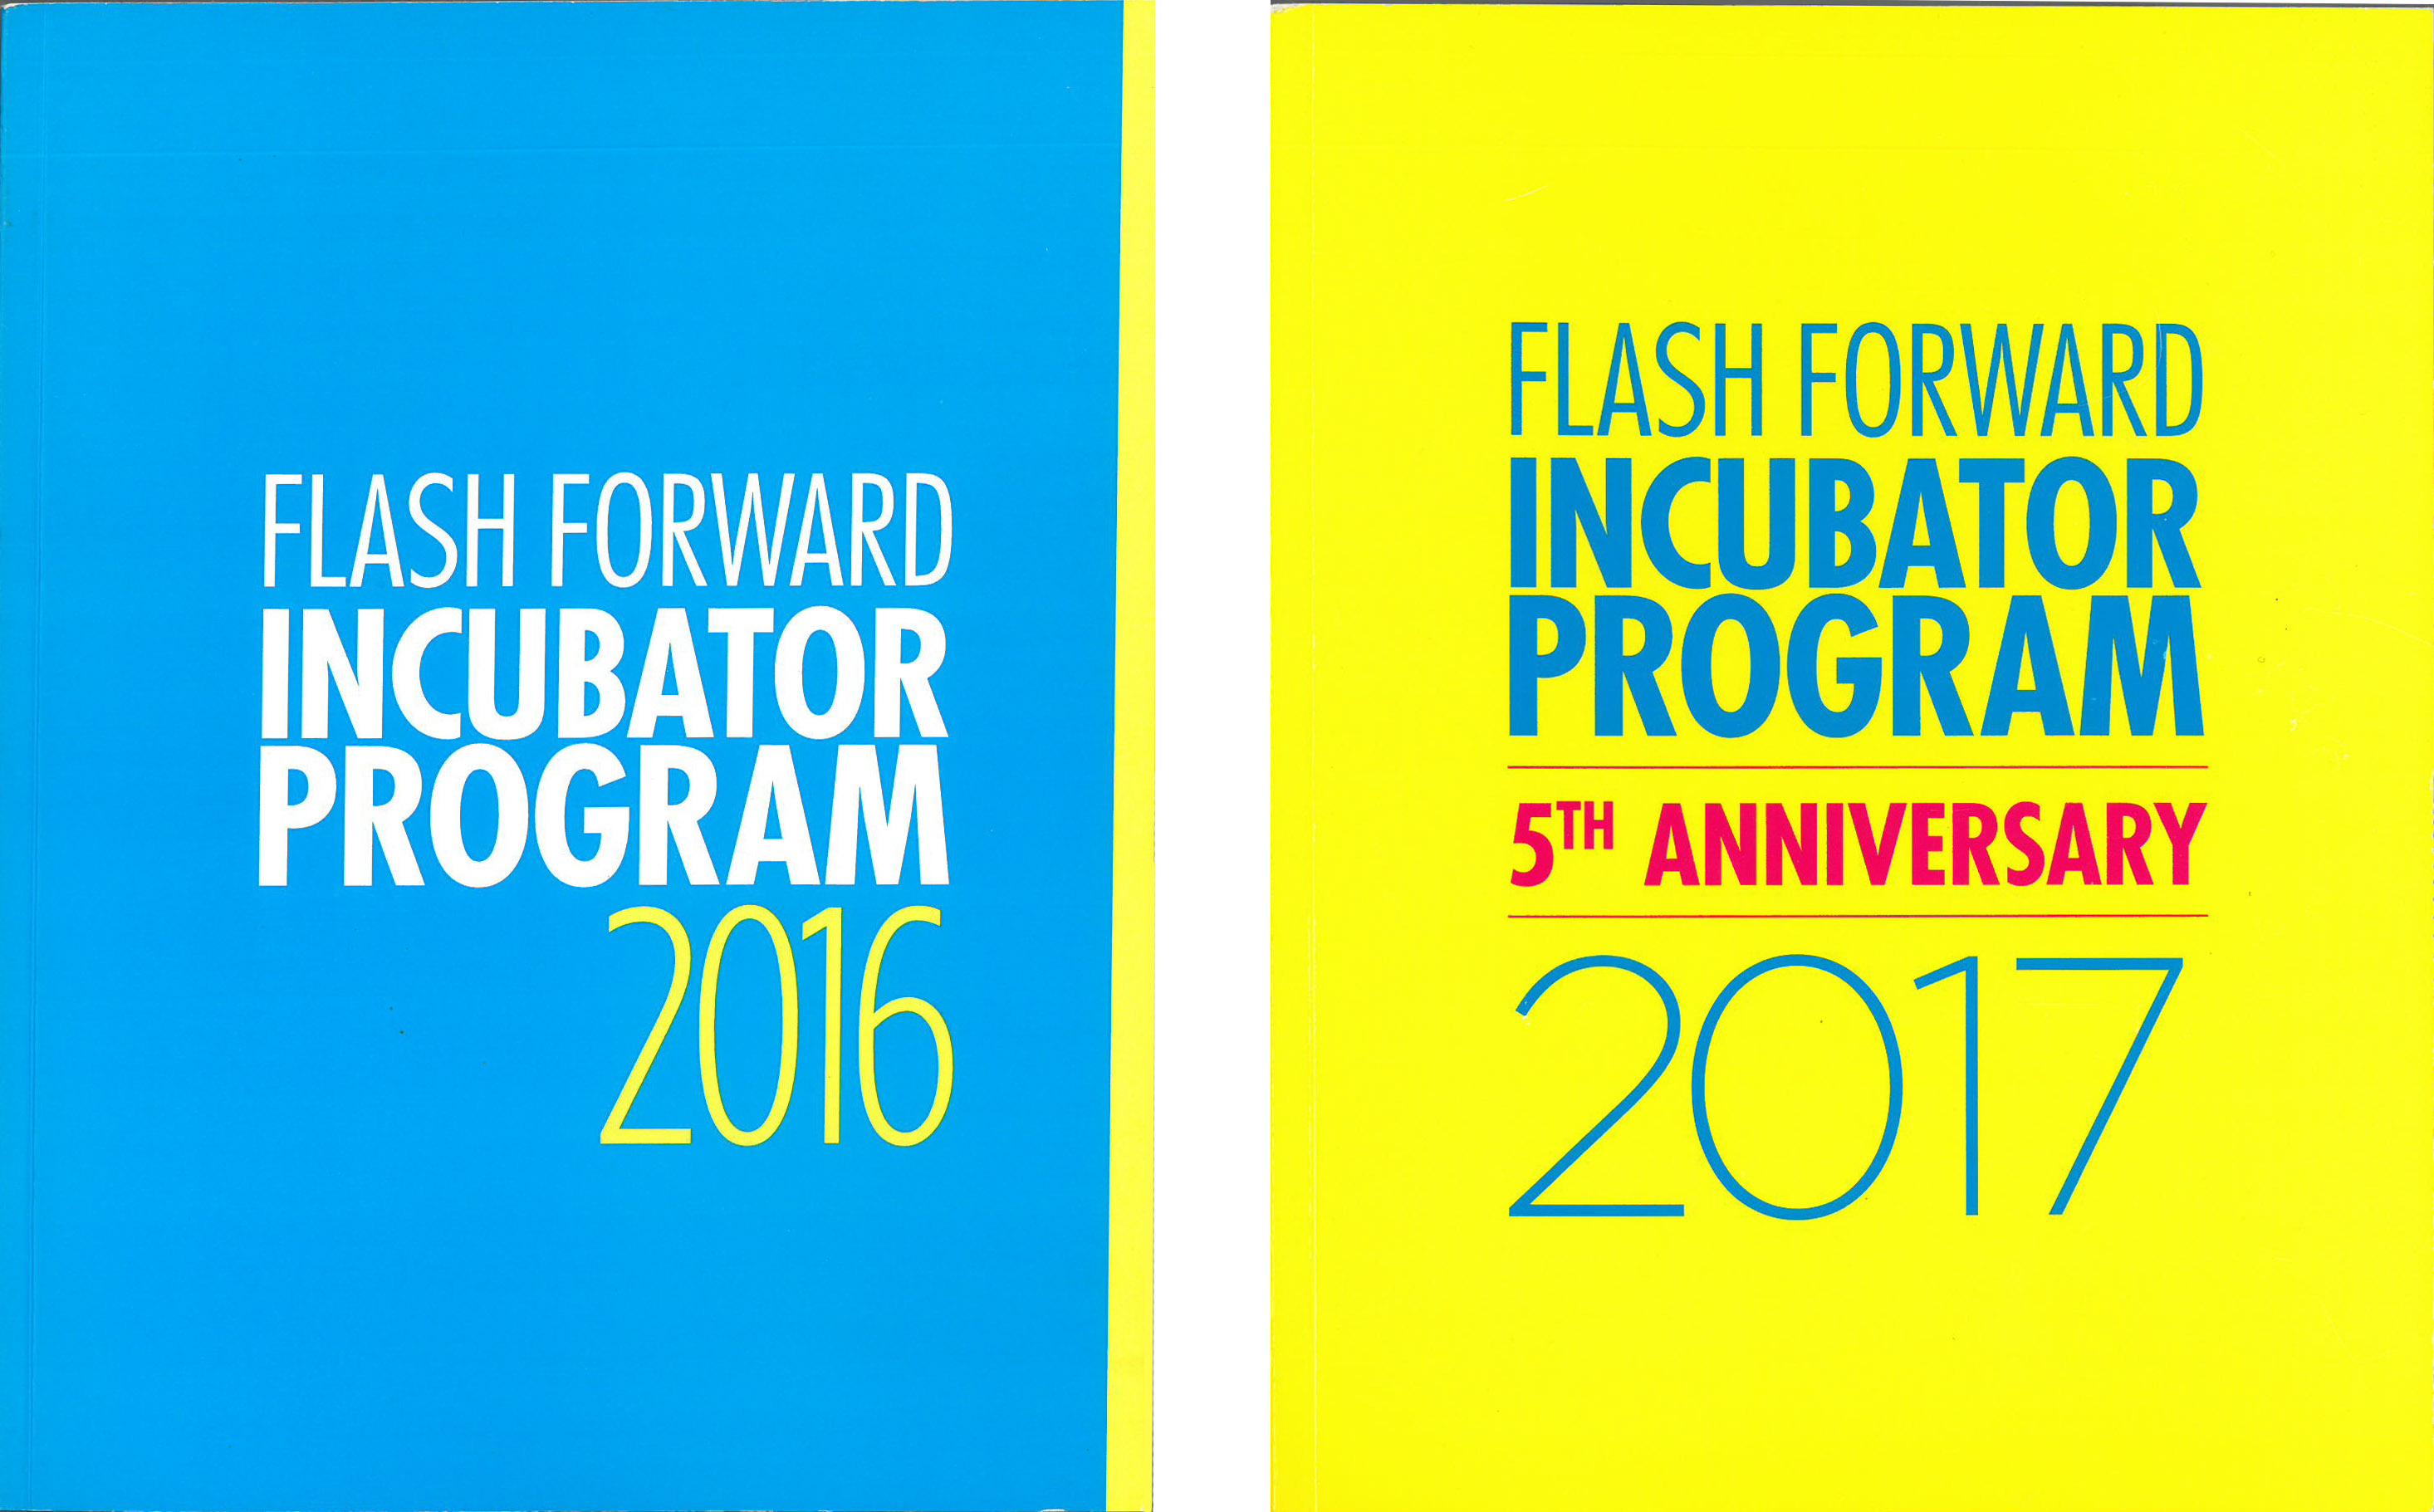 FLASH FORWARD
INCUBATOR
PROGRAM
2016
FLASH FORWARD
INCUBATOR
PROGRAM
5TH ANNIVERSARY
2017